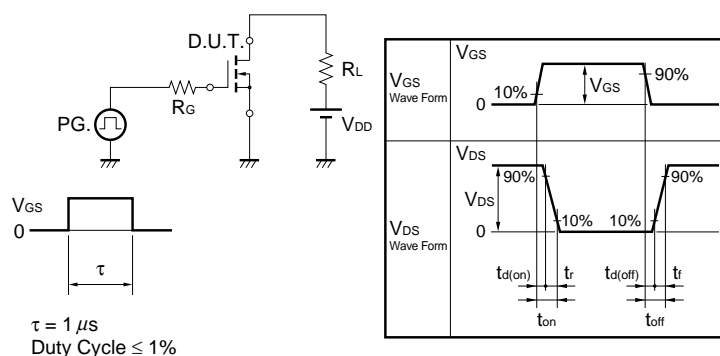 D.U.T.
RL
RG
PG.
VDD
VGS
0
τ
τ = 1 μs
Duty Cycle ≤ 1%
VGS
Wave Form
VGS
10%
90%
VGS
0
VDS
Wave Form
VDS
90%
90%
VDS
10%
10%
0
td(on)
tr
td(off)
tf
ton
toff